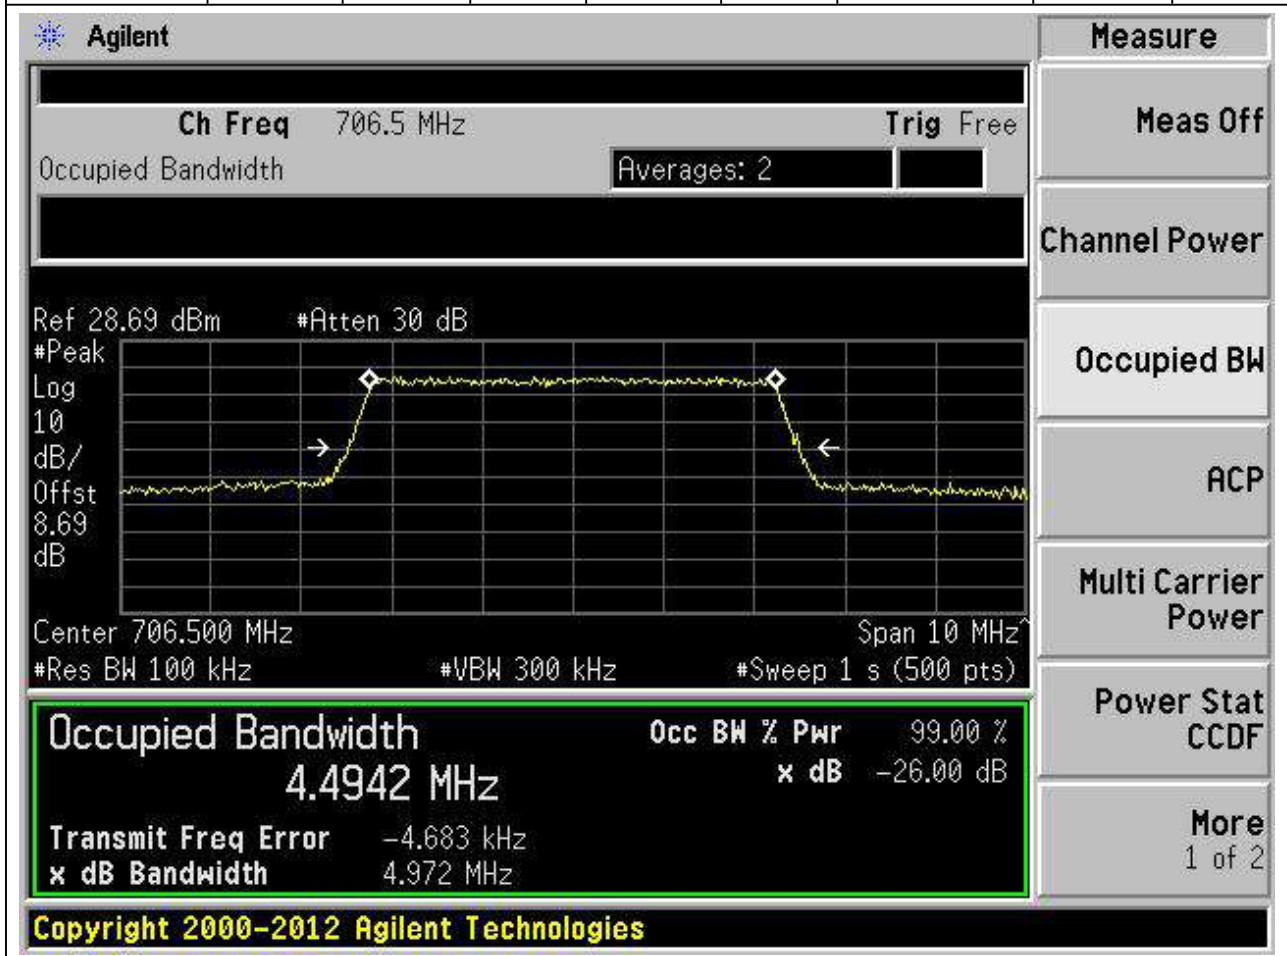 Agilent
Measure
Ch Freq 706.5 MHz Trig Free
Occupied Bandwidth Averages: 2
Meas Off
Channel Power
Occupied BW
ACP
Multi Carrier
Power
Power Stat
CCDF
More
1 of 2
Ref 28.69 dBm #Atten 30 dB
#Peak
Log
10
dB/
Offst
8.69
dB
Center 706.500 MHz Span 10 MHz^
#Res BW 100 kHz #VBW 300 kHz #Sweep 1 s (500 pts)
Occupied Bandwidth Occ BW % Pwr 99.00 %
4.4942 MHz x dB -26.00 dB
Transmit Freq Error -4.683 kHz
x dB Bandwidth 4.972 MHz
Copyright 2000-2012 Agilent Technologies